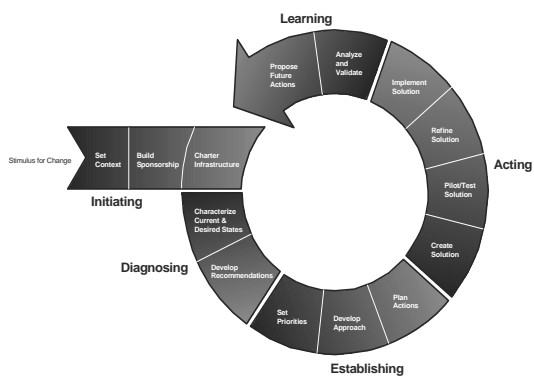 Learning
Propose
Future
Actions
Analyze
and
Validate
Implement
Solution
Refine
Solution
Acting
Pilot/Test
Solution
Create
Solution
Stimulus for Change
Set
Context
Build
Sponsorship
Charter
Infrastructure
Initiating
Characterize
Current &
Desired States
Diagnosing
Develop
Recommendations
Set
Priorities
Develop
Approach
Plan
Actions
Establishing